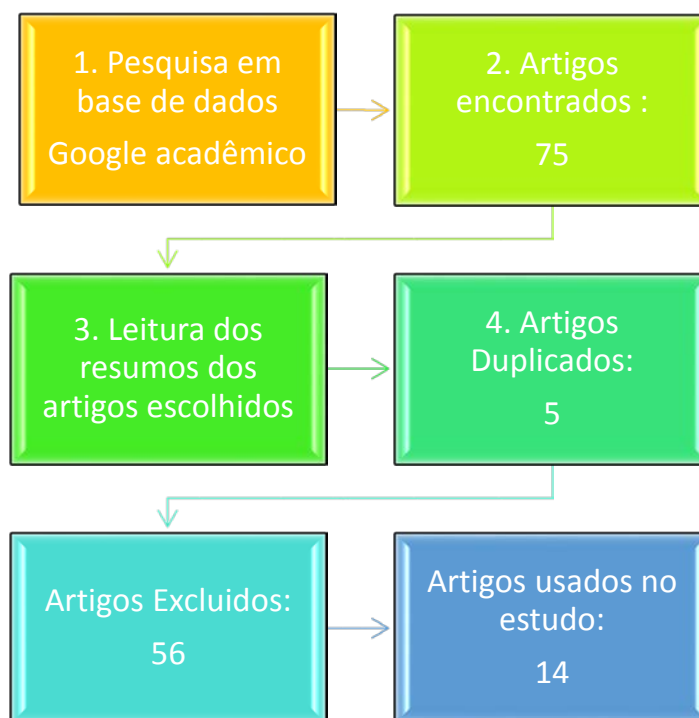 1. Pesquisa em
base de dados
Google acadêmico
2. Artigos
encontrados :
75
3. Leitura dos
resumos dos
artigos escolhidos
4. Artigos
Duplicados:
5
Artigos Excluidos:
56
Artigos usados no
estudo:
14